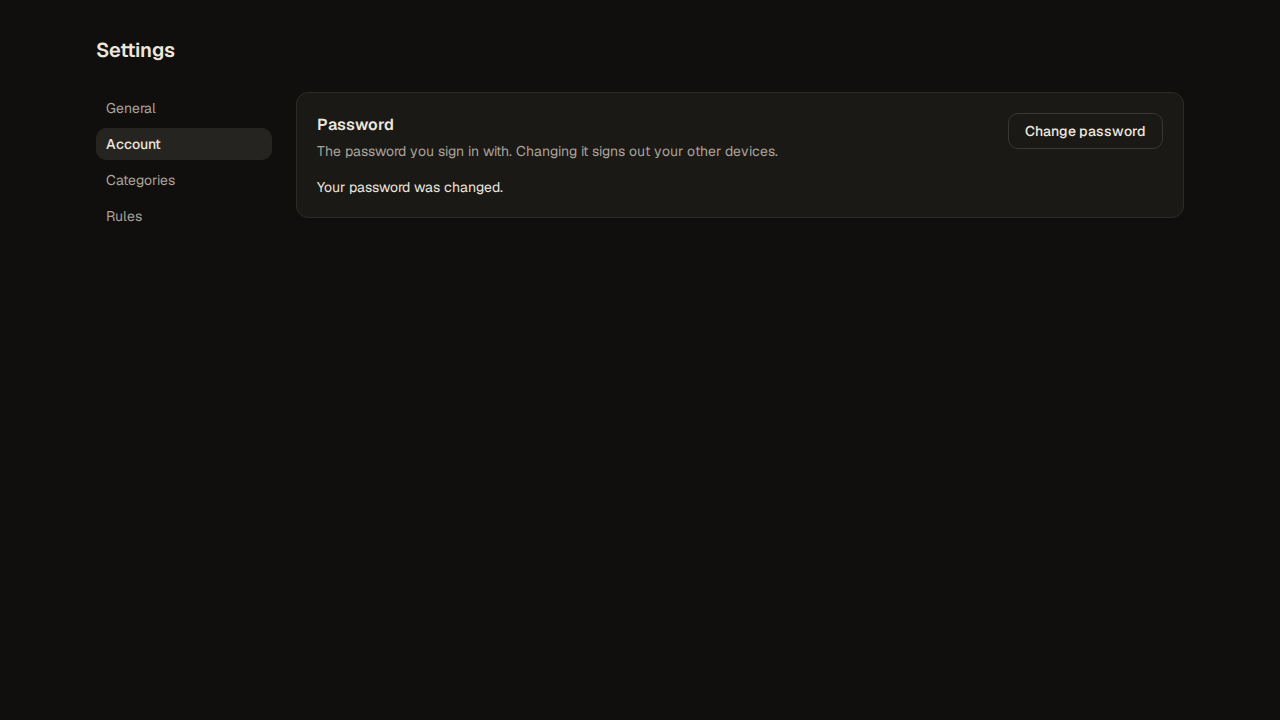 Settings
General
Account
Categories
Rules
Password
Change password
The password you sign in with. Changing it signs out your other devices.
Your password was changed.